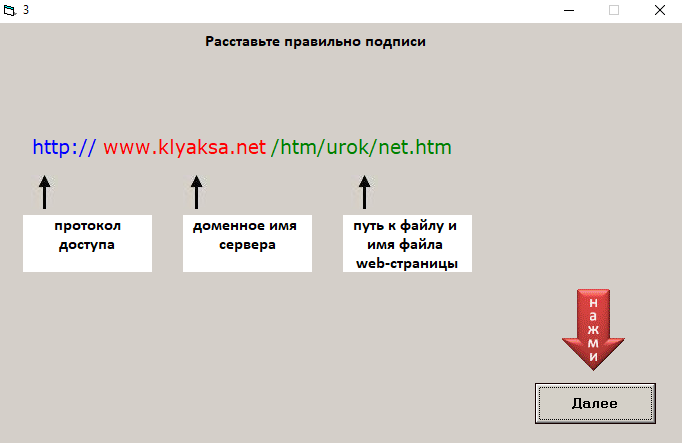 3
Расставьте правильно подписи
http:// www.klyaksa.net /htm/urok/net.htm
протокол
доступа
доменное имя
сервера
путь к файлу и
имя файла
web-страницы
нажми
Далее